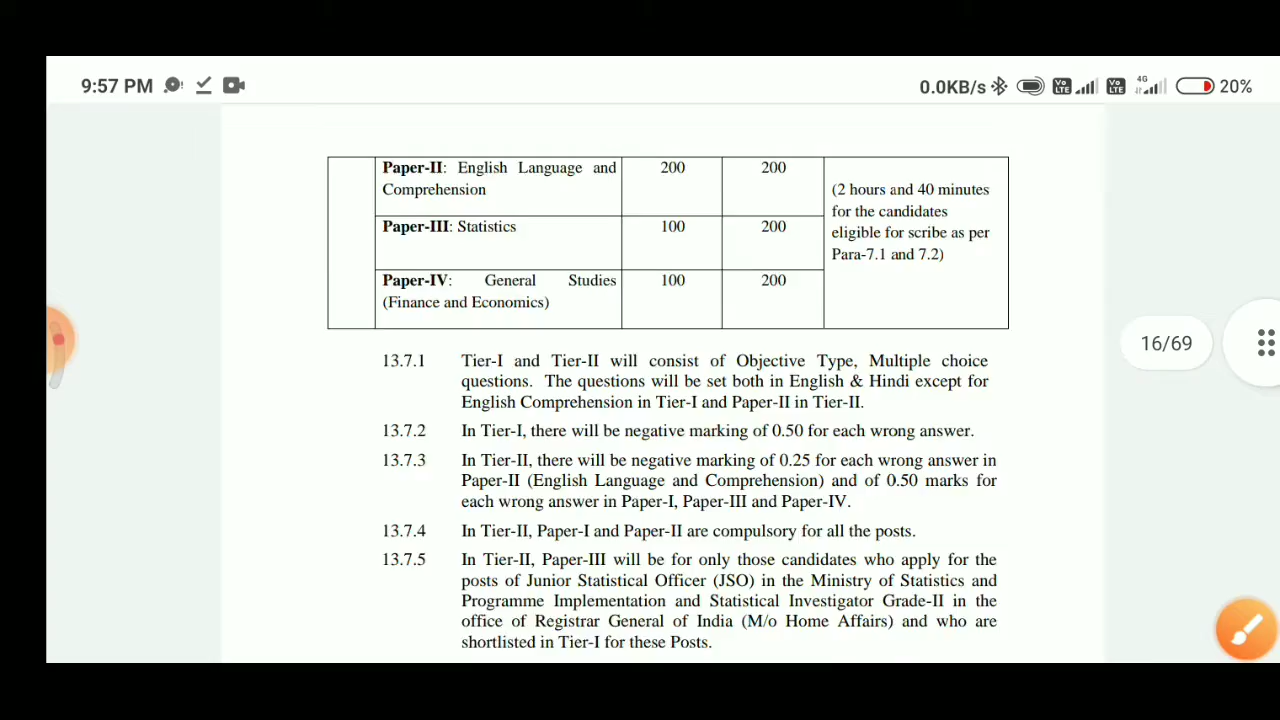 9:57 PM
0.0KB/s Vo LTE Vo LTE 4G 20%
Paper-II: English Language and Comprehension 200 200
(2 hours and 40 minutes for the candidates eligible for scribe as per Para-7.1 and 7.2)
Paper-III: Statistics 100 200
Paper-IV: General Studies (Finance and Economics) 100 200
16/69
13.7.1 Tier-I and Tier-II will consist of Objective Type, Multiple choice
questions. The questions will be set both in English & Hindi except for
English Comprehension in Tier-I and Paper-II in Tier-II.
13.7.2 In Tier-I, there will be negative marking of 0.50 for each wrong answer.
13.7.3 In Tier-II, there will be negative marking of 0.25 for each wrong answer in
Paper-II (English Language and Comprehension) and of 0.50 marks for
each wrong answer in Paper-I, Paper-III and Paper-IV.
13.7.4 In Tier-II, Paper-I and Paper-II are compulsory for all the posts.
13.7.5 In Tier-II, Paper-III will be for only those candidates who apply for the
posts of Junior Statistical Officer (JSO) in the Ministry of Statistics and
Programme Implementation and Statistical Investigator Grade-II in the
office of Registrar General of India (M/o Home Affairs) and who are
shortlisted in Tier-I for these Posts.